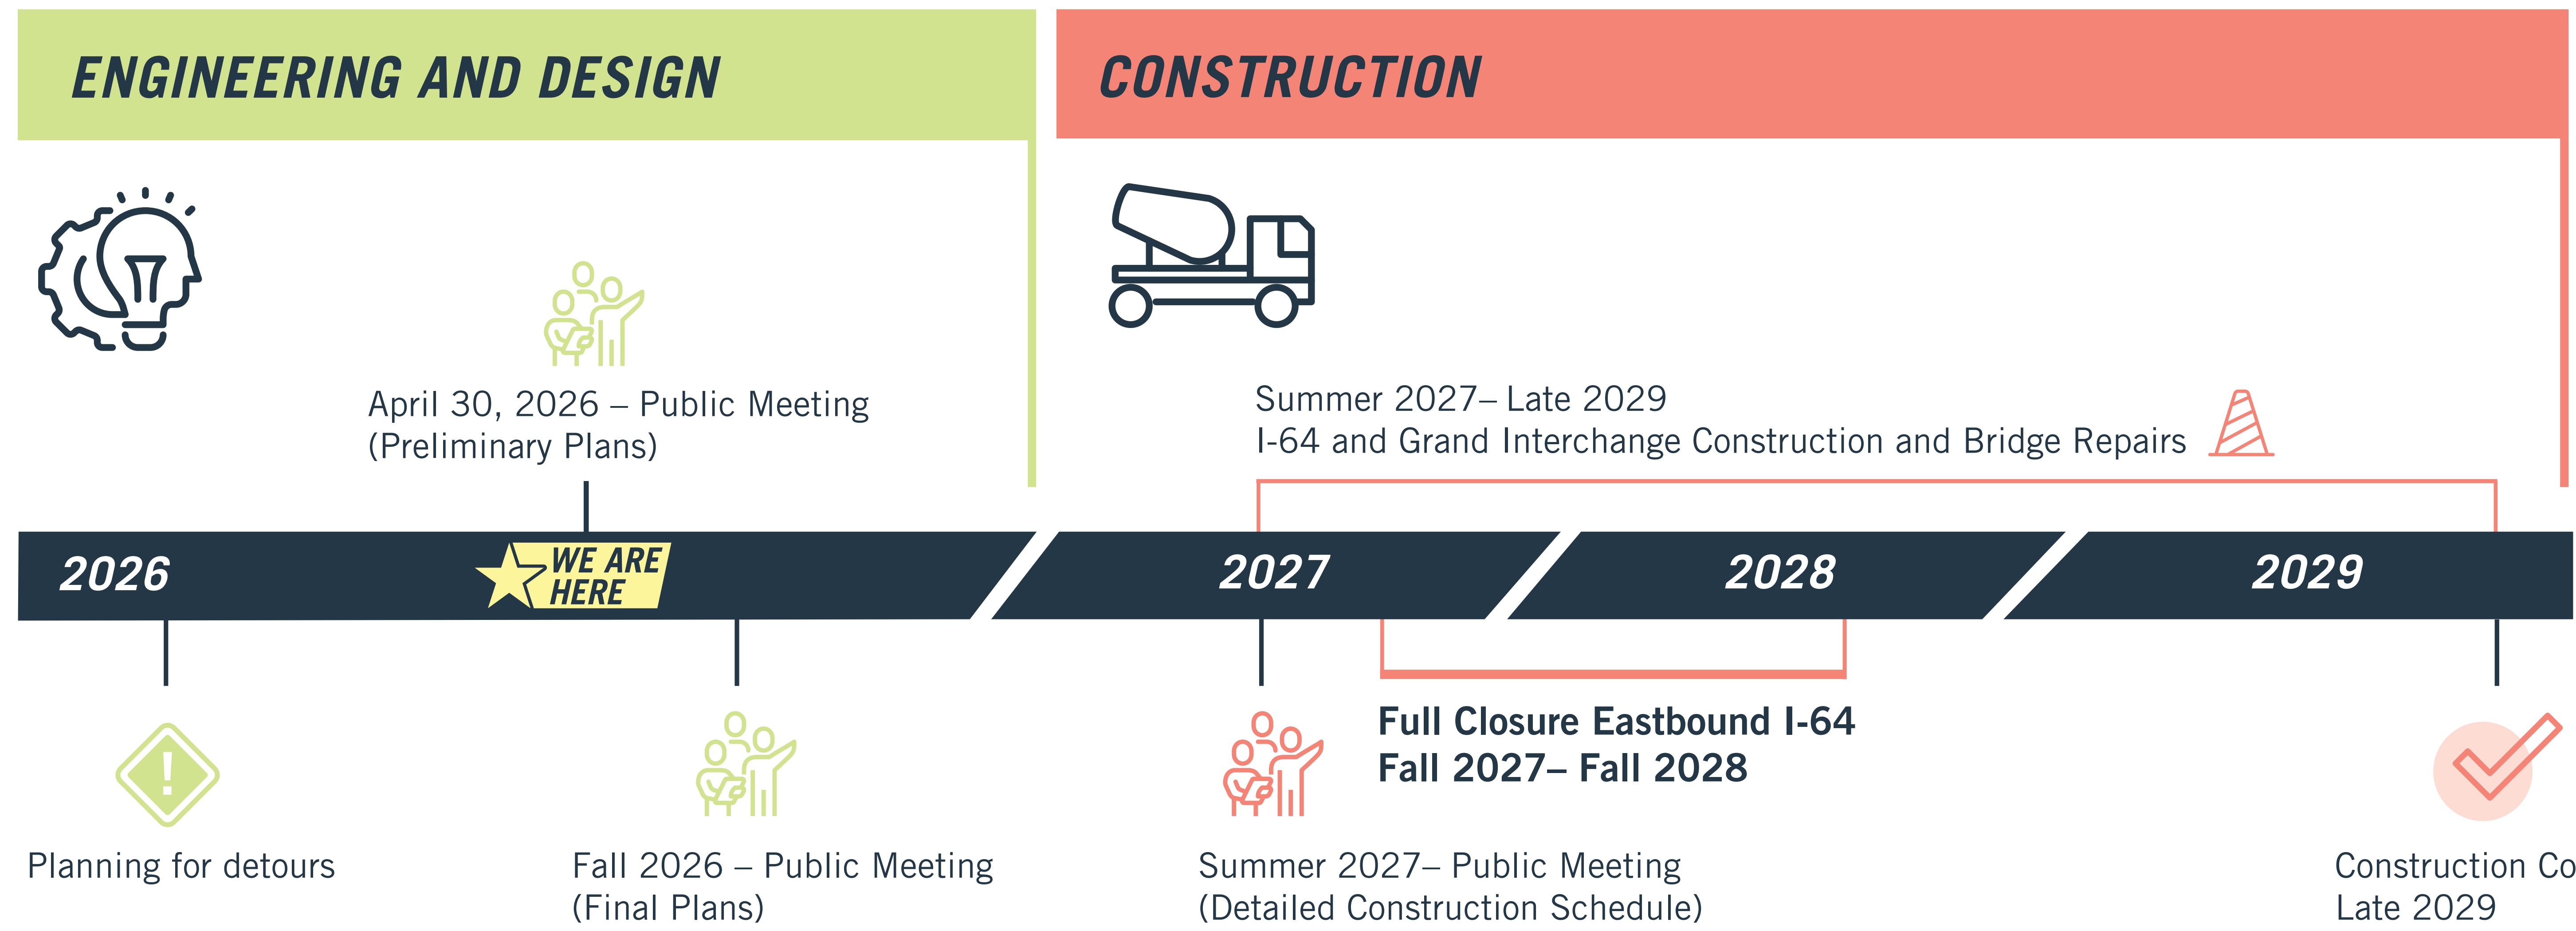 ENGINEERING AND DESIGN
CONSTRUCTION
April 30, 2026 – Public Meeting
(Preliminary Plans)
Summer 2027– Late 2029
I-64 and Grand Interchange Construction and Bridge Repairs
2026
WE ARE
HERE
2027
2028
2029
Planning for detours
Fall 2026 – Public Meeting
(Final Plans)
Summer 2027– Public Meeting
(Detailed Construction Schedule)
Full Closure Eastbound I-64
Fall 2027– Fall 2028
Construction Co
Late 2029